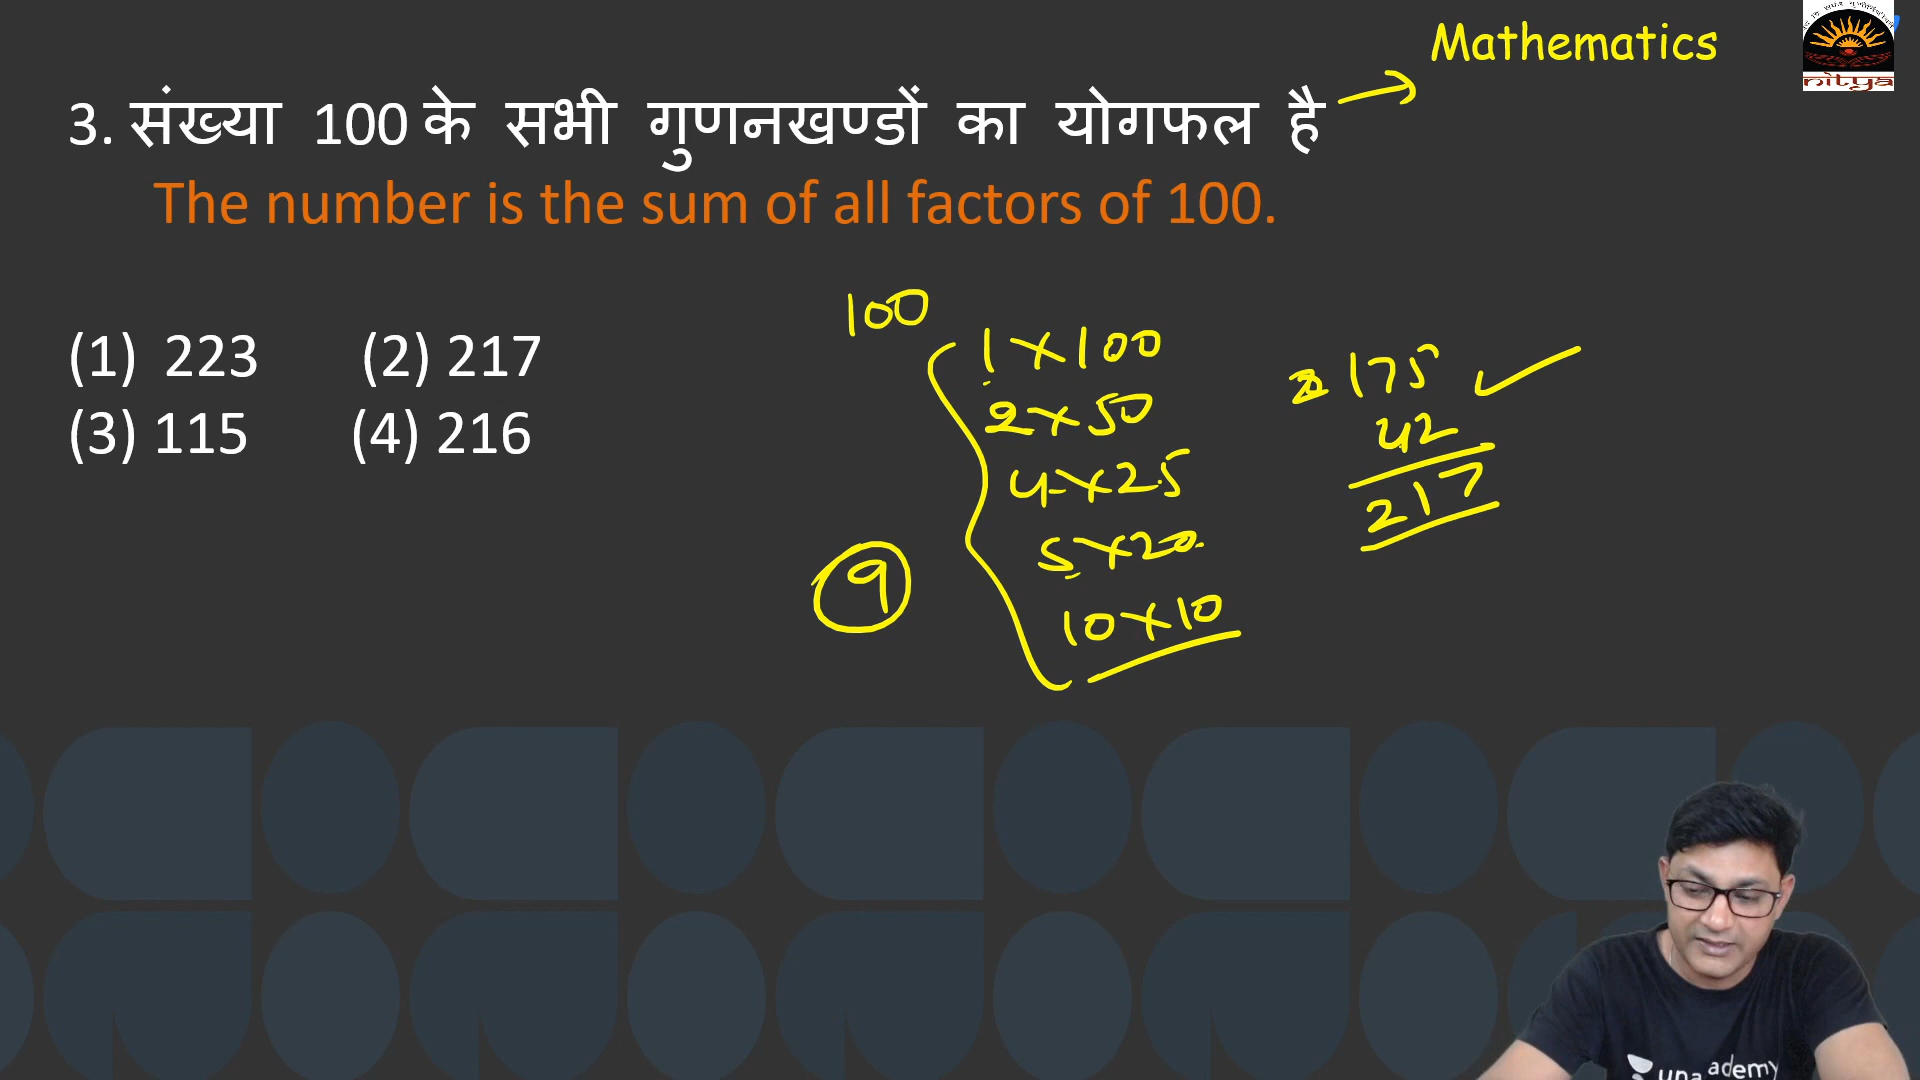 Mathematics
nitya
3. संख्या 100 के सभी गुणनखण्डों का योगफल है
The number is the sum of all factors of 100.
(1) 223 (2) 217
(3) 115 (4) 216
100
1 × 100
2 × 50
4 × 25
5 × 20
10 × 10
9
175
42
217
unacademy